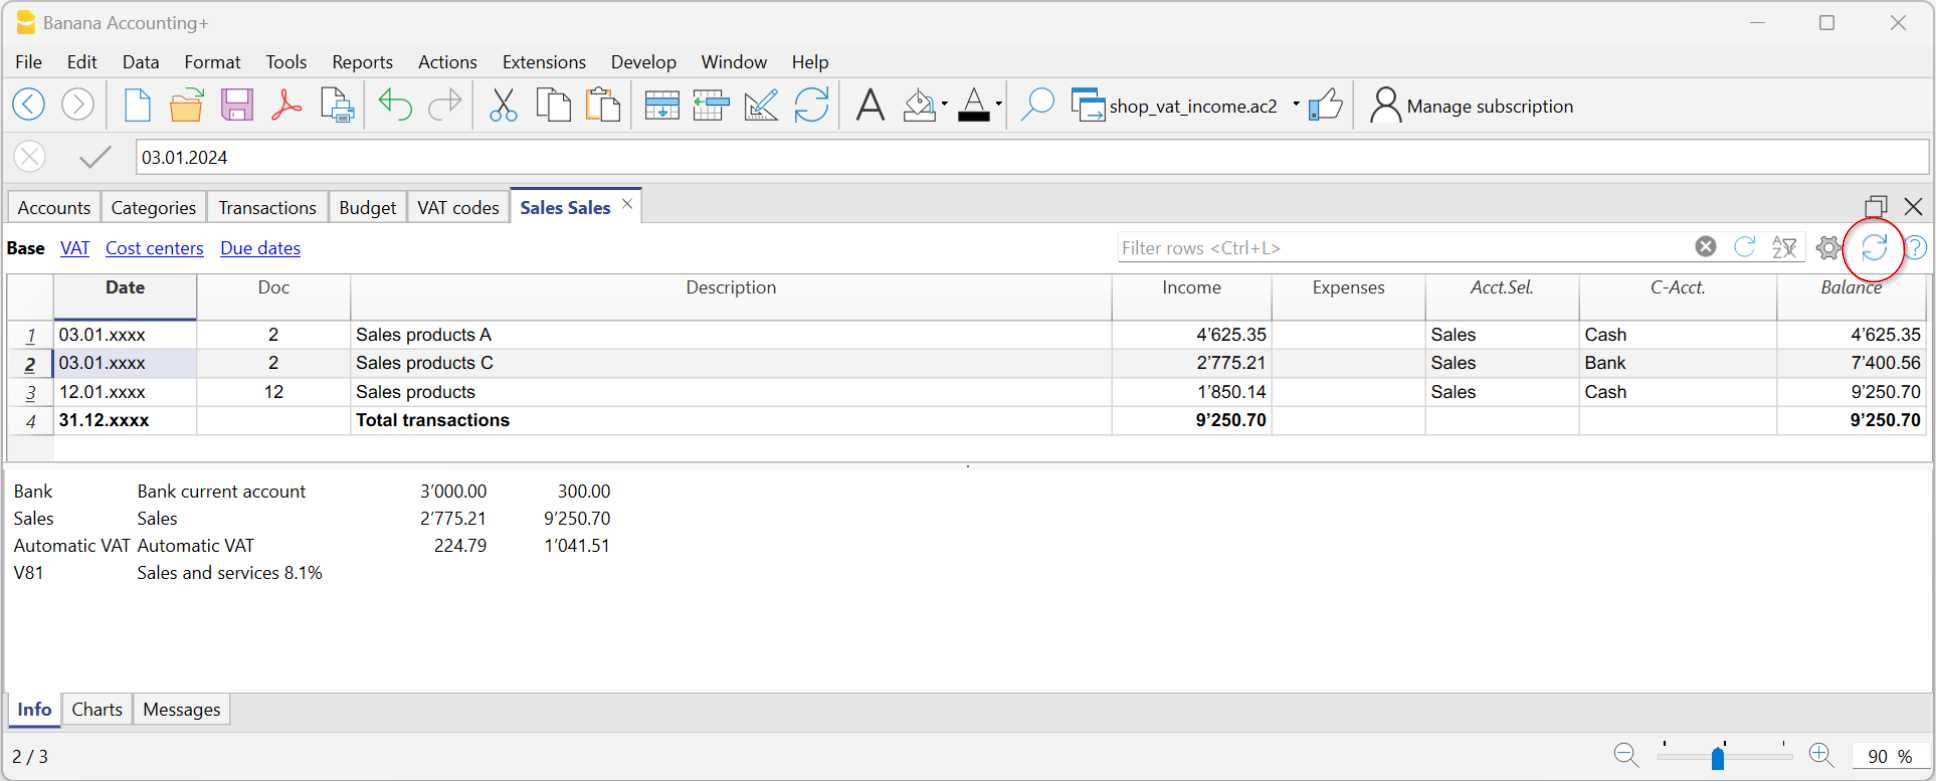 Banana Accounting+
File Edit Data Format Tools Reports Actions Extensions Develop Window Help
shop_vat_income.ac2 Manage subscription
03.01.2024
Accounts Categories Transactions Budget VAT codes Sales Sales
Base VAT Cost centers Due dates Filter rows <Ctrl+L>
Date Doc Description Income Expenses Acct.Sel. C-Acct. Balance
1 03.01.xxxx 2 Sales products A 4’625.35 Sales Cash 4’625.35
2 03.01.xxxx 2 Sales products C 2’775.21 Sales Bank 7’400.56
3 12.01.xxxx 12 Sales products 1’850.14 Sales Cash 9’250.70
4 31.12.xxxx Total transactions 9’250.70 9’250.70
Bank Bank current account 3’000.00 300.00
Sales Sales 2’775.21 9’250.70
Automatic VAT Automatic VAT 224.79 1’041.51
V81 Sales and services 8.1%
Info Charts Messages
2 / 3 90 %